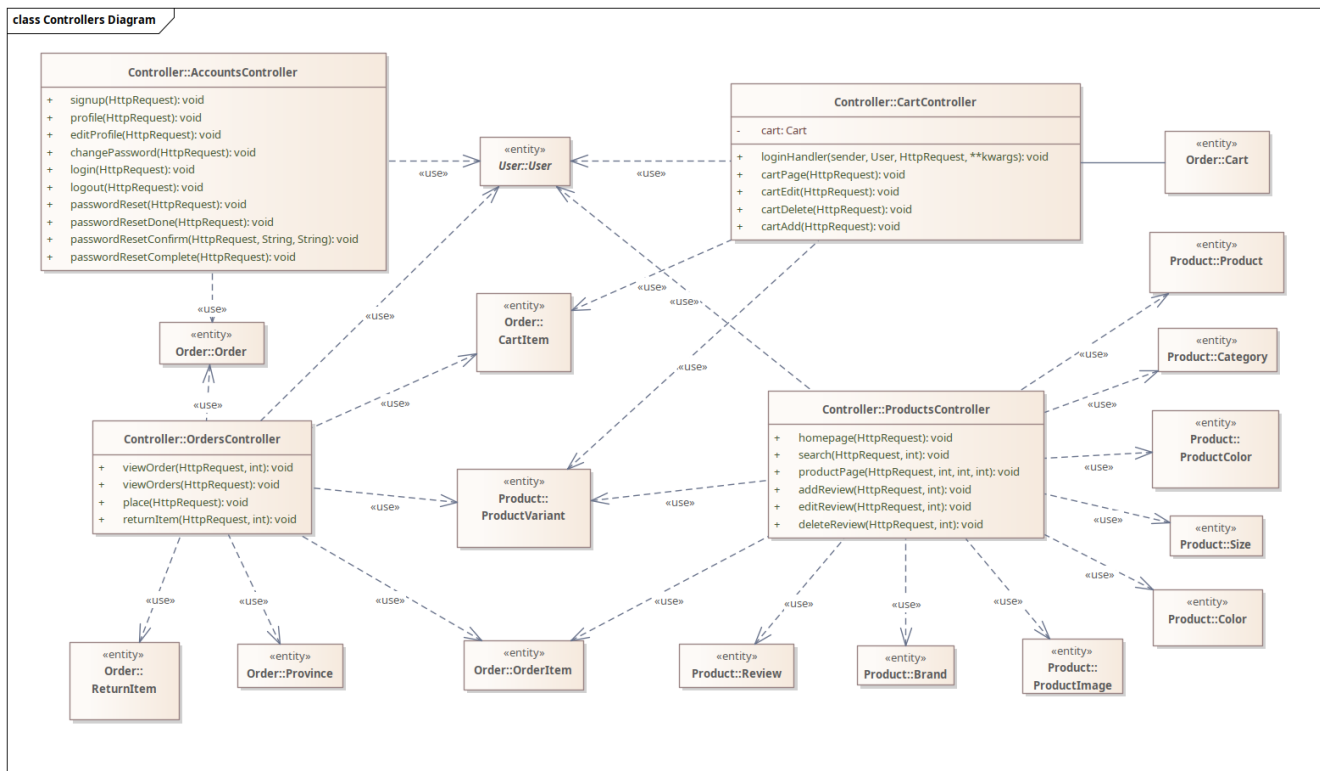 class Controllers Diagram
Controller::AccountsController
+ signup(HttpRequest): void
+ profile(HttpRequest): void
+ editProfile(HttpRequest): void
+ changePassword(HttpRequest): void
+ login(HttpRequest): void
+ logout(HttpRequest): void
+ passwordReset(HttpRequest): void
+ passwordResetDone(HttpRequest): void
+ passwordResetConfirm(HttpRequest, String, String): void
+ passwordResetComplete(HttpRequest): void
«entity»
User::User
Controller::CartController
- cart: Cart
+ loginHandler(sender, User, HttpRequest, **kwargs): void
+ cartPage(HttpRequest): void
+ cartEdit(HttpRequest): void
+ cartDelete(HttpRequest): void
+ cartAdd(HttpRequest): void
«entity»
Order::Cart
«use»
«use»
«entity»
Product::Product
«use»
«use»
«use»
«use»
«entity»
Order::
CartItem
«entity»
Order::Order
«use»
«entity»
Product::Category
«use»
«use»
«use»
«use»
Controller::OrdersController
+ viewOrder(HttpRequest, int): void
+ viewOrders(HttpRequest): void
+ place(HttpRequest): void
+ returnItem(HttpRequest, int): void
Controller::ProductsController
+ homepage(HttpRequest): void
+ search(HttpRequest, int): void
+ productPage(HttpRequest, int, int, int): void
+ addReview(HttpRequest, int): void
+ editReview(HttpRequest, int): void
+ deleteReview(HttpRequest, int): void
«entity»
Product::
ProductColor
«use»
«entity»
Product::
ProductVariant
«use»
«use»
«use»
«entity»
Product::Size
«use»
«entity»
Product::Color
«use»
«use»
«use»
«use»
«use»
«use»
«use»
«entity»
Order::
ReturnItem
«entity»
Order::Province
«entity»
Order::OrderItem
«entity»
Product::Review
«entity»
Product::Brand
«entity»
Product::
ProductImage